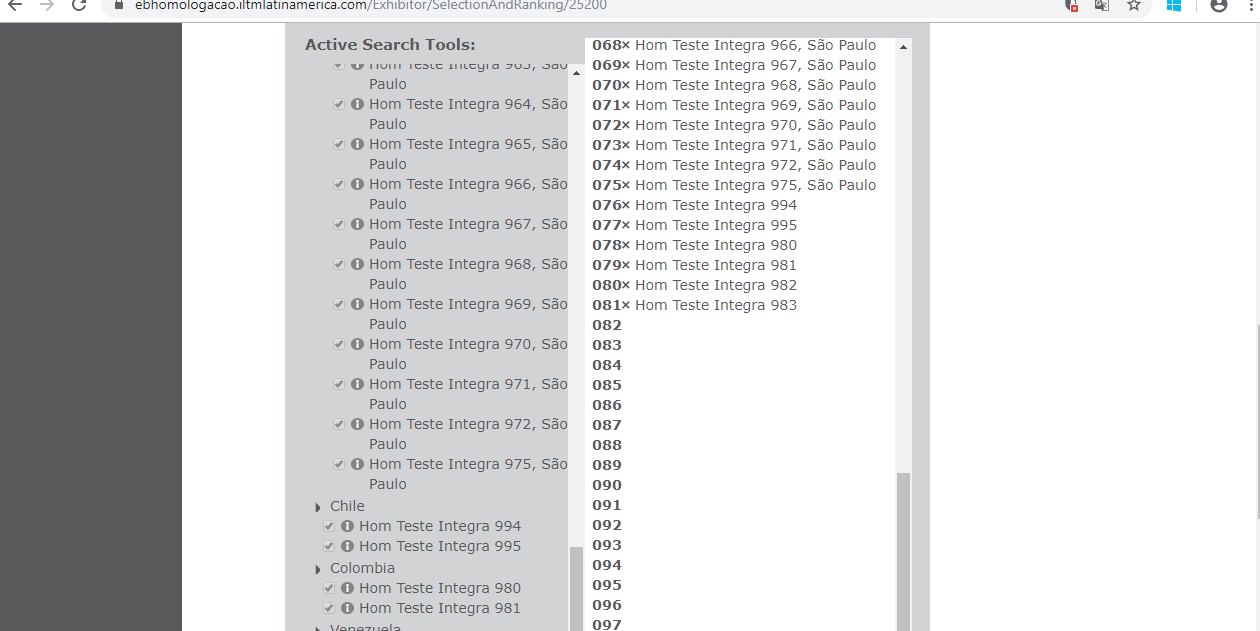 ebhomologacao.iltmlatinamerica.com/Exhibitor/SelectionAndRanking/25200
Active Search Tools:
Hom Teste Integra 963, São
Paulo
Hom Teste Integra 964, São
Paulo
Hom Teste Integra 965, São
Paulo
Hom Teste Integra 966, São
Paulo
Hom Teste Integra 967, São
Paulo
Hom Teste Integra 968, São
Paulo
Hom Teste Integra 969, São
Paulo
Hom Teste Integra 970, São
Paulo
Hom Teste Integra 971, São
Paulo
Hom Teste Integra 972, São
Paulo
Hom Teste Integra 975, São
Paulo
Chile
Hom Teste Integra 994
Hom Teste Integra 995
Colombia
Hom Teste Integra 980
Hom Teste Integra 981
Venezuela
068× Hom Teste Integra 966, São Paulo
069× Hom Teste Integra 967, São Paulo
070× Hom Teste Integra 968, São Paulo
071× Hom Teste Integra 969, São Paulo
072× Hom Teste Integra 970, São Paulo
073× Hom Teste Integra 971, São Paulo
074× Hom Teste Integra 972, São Paulo
075× Hom Teste Integra 975, São Paulo
076× Hom Teste Integra 994
077× Hom Teste Integra 995
078× Hom Teste Integra 980
079× Hom Teste Integra 981
080× Hom Teste Integra 982
081× Hom Teste Integra 983
082
083
084
085
086
087
088
089
090
091
092
093
094
095
096
097